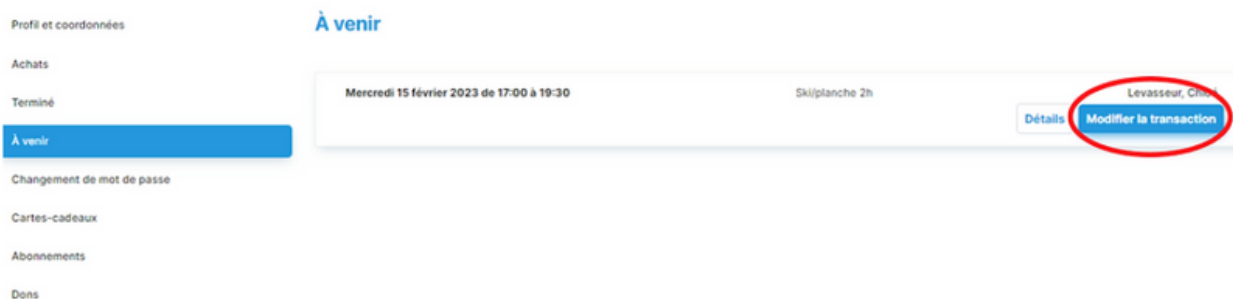 Profil et coordonnées
Achats
Terminé
À venir
Changement de mot de passe
Cartes-cadeaux
Abonnements
Dons
À venir
Mercredi 15 février 2023 de 17:00 à 19:30
Ski/planche 2h
Levasseur,
Détails
Modifier la transaction